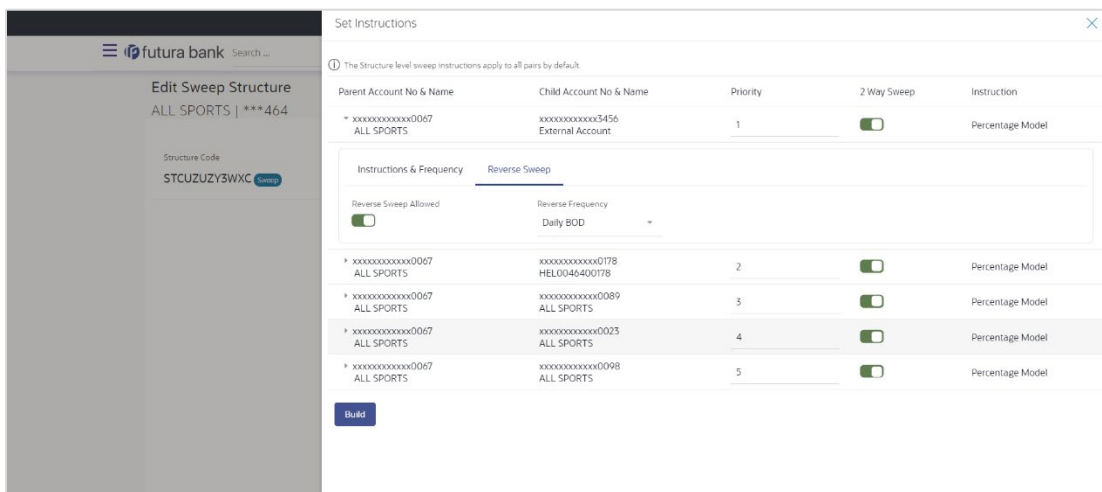 Set Instructions
futura bank Search ...
The Structure level sweep instructions apply to all pairs by default.
Edit Sweep Structure
ALL SPORTS | ***464
Structure Code
STCUZUZY3WXC Sweep
Parent Account No & Name Child Account No & Name Priority 2 Way Sweep Instruction
xxxxxxxxxxxx0067 xxxxxxxxxxxx3456 1 Percentage Model
ALL SPORTS External Account
Instructions & Frequency Reverse Sweep
Reverse Sweep Allowed Reverse Frequency
Daily BOD
xxxxxxxxxxxx0067 xxxxxxxxxxxx0178 2 Percentage Model
ALL SPORTS HEL0046400178
xxxxxxxxxxxx0067 xxxxxxxxxxxx0089 3 Percentage Model
ALL SPORTS ALL SPORTS
xxxxxxxxxxxx0067 xxxxxxxxxxxx0023 4 Percentage Model
ALL SPORTS ALL SPORTS
xxxxxxxxxxxx0067 xxxxxxxxxxxx0098 5 Percentage Model
ALL SPORTS ALL SPORTS
Build